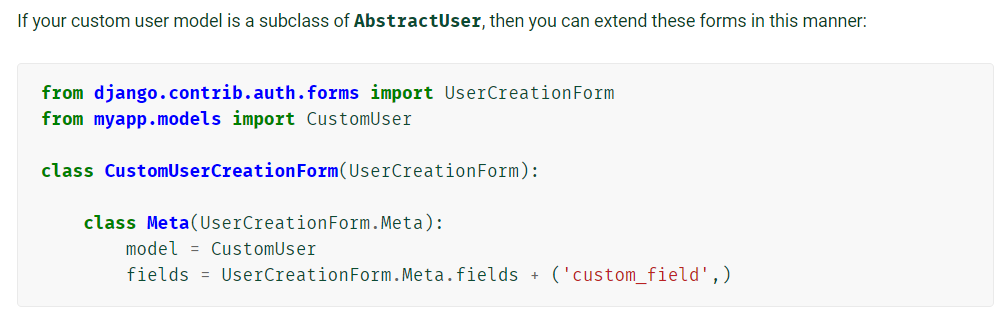 If your custom user model is a subclass of AbstractUser, then you can extend these forms in this manner:
from django.contrib.auth.forms import UserCreationForm
from myapp.models import CustomUser
class CustomUserCreationForm(UserCreationForm):
    class Meta(UserCreationForm.Meta):
        model = CustomUser
        fields = UserCreationForm.Meta.fields + ('custom_field',)